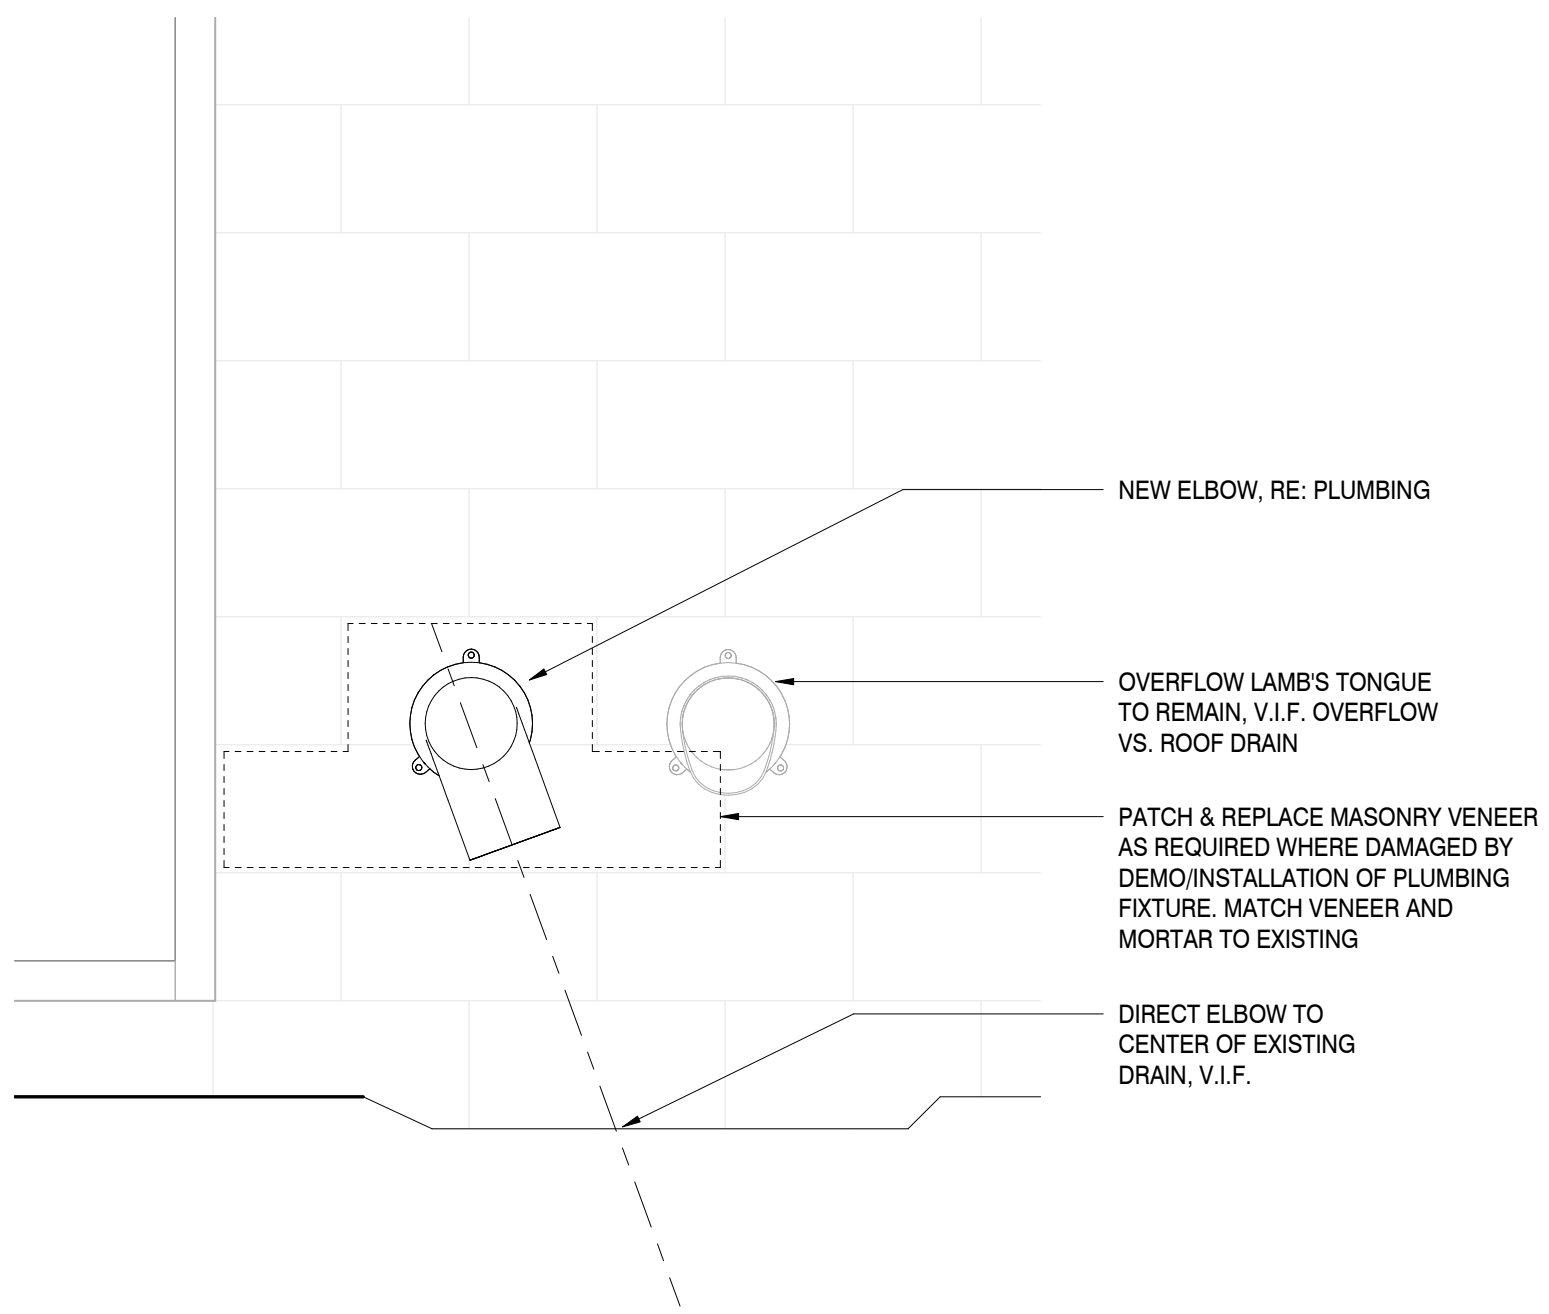 NEW ELBOW, RE: PLUMBING
OVERFLOW LAMB'S TONGUE
TO REMAIN, V.I.F. OVERFLOW
VS. ROOF DRAIN
PATCH & REPLACE MASONRY VENEER
AS REQUIRED WHERE DAMAGED BY
DEMO/INSTALLATION OF PLUMBING
FIXTURE. MATCH VENEER AND
MORTAR TO EXISTING
DIRECT ELBOW TO
CENTER OF EXISTING
DRAIN, V.I.F.